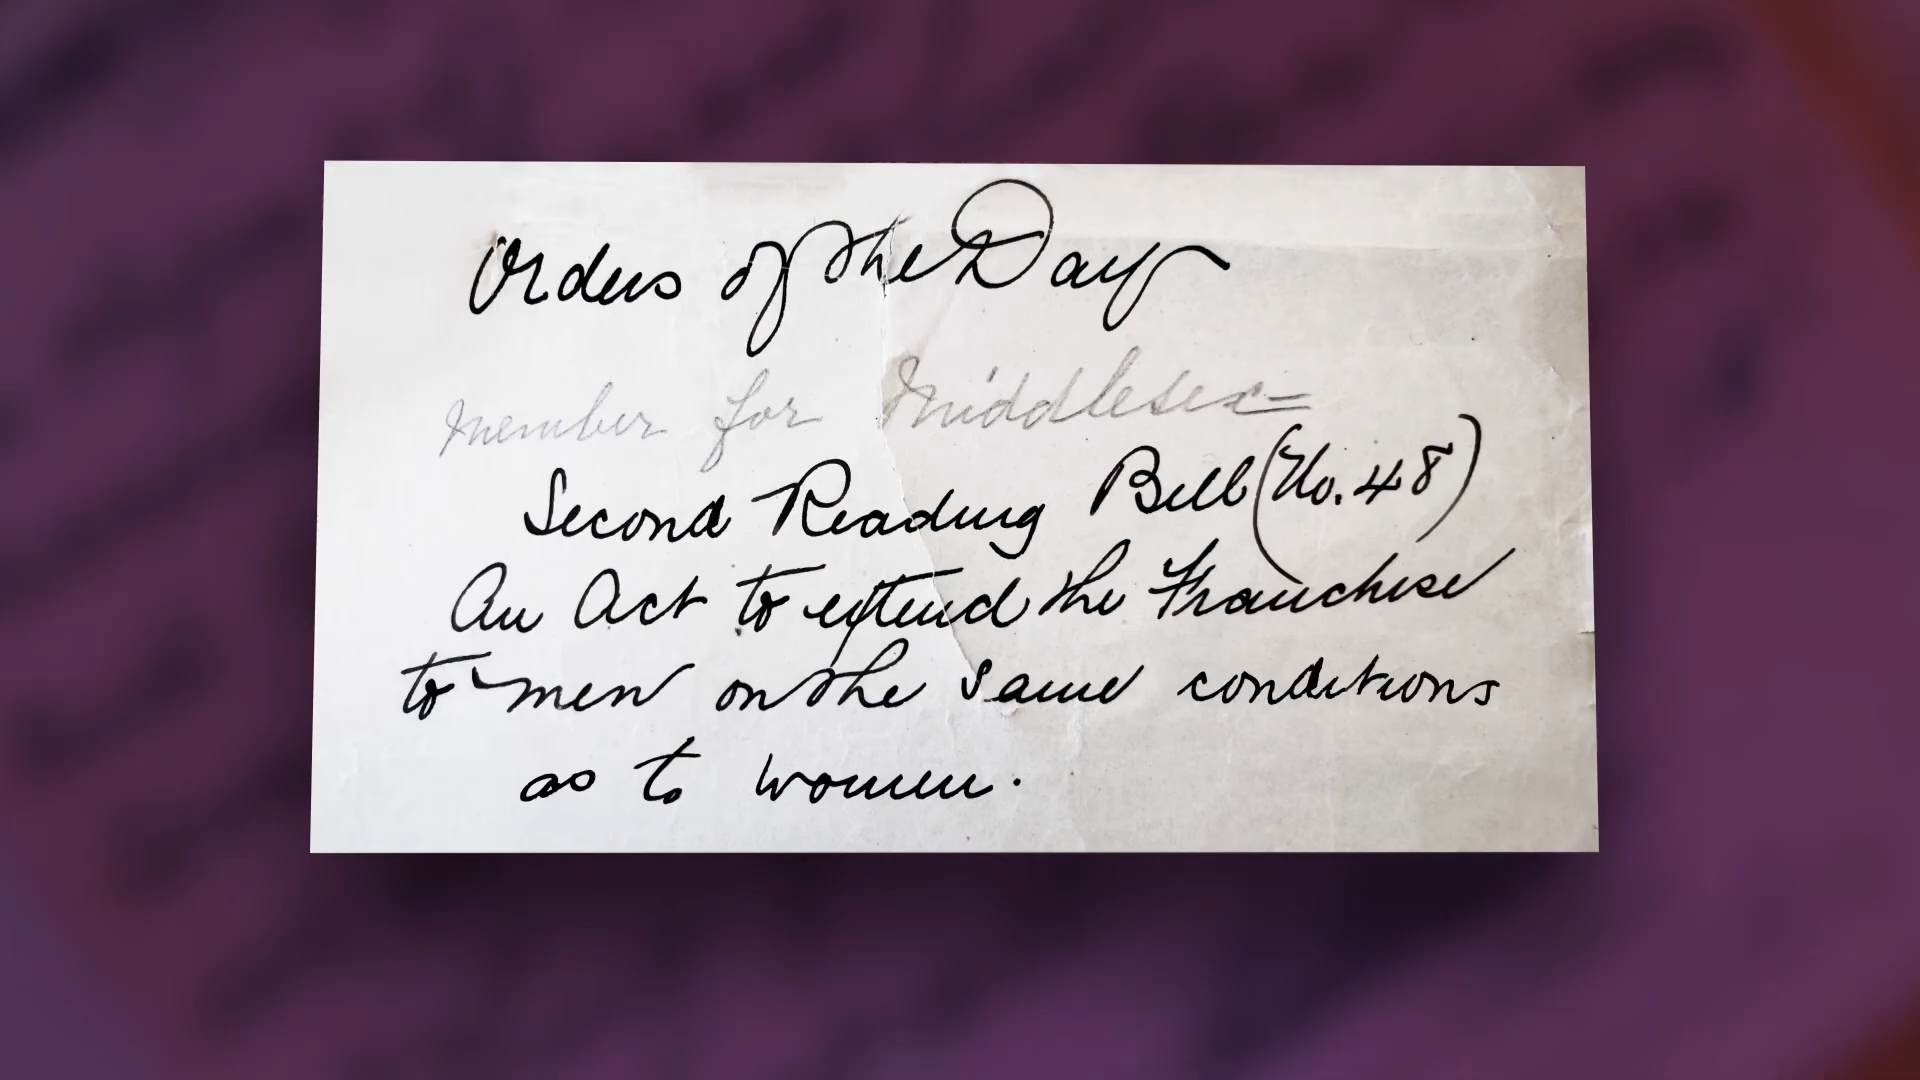 Orders of the Day
Member for Middlesex
Second Reading Bill (No. 48)
An Act to extend the Franchise
to men on the same conditions
as to women.